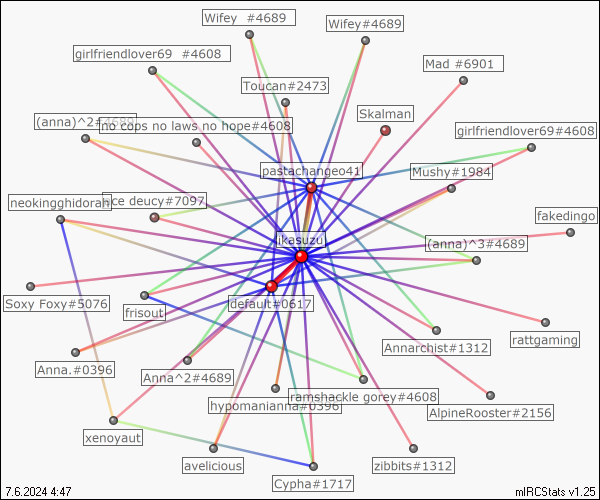 Wifey #4689
Wifey#4689
girlfriendlover69 #4608
Mad #6901
Toucan#2473
Skalman
(anna)^2#4689
no cops no laws no hope#4608
girlfriendlover69#4608
pastachangeo41
Mushy#1984
neokingghidorah
nice deucy#7097
fakedingo
ikasuzu
(anna)^3#4689
Soxy Foxy#5076
default#0617
frisout
rattgaming
Annarchist#1312
Anna.#0396
Anna^2#4689
ramshackle gorey#4608
hypomanianna#0396
AlpineRooster#2156
xenoyaut
avelicious
zibbits#1312
Cypha#1717
7.6.2024 4:47
mIRCStats v1.25